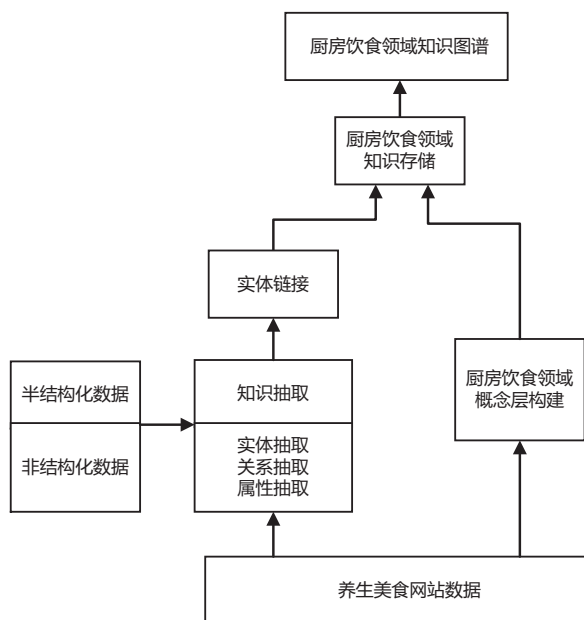 厨房饮食领域知识图谱
厨房饮食领域
知识存储
实体链接
半结构化数据
非结构化数据
知识抽取
实体抽取
关系抽取
属性抽取
厨房饮食领域
概念层构建
养生美食网站数据